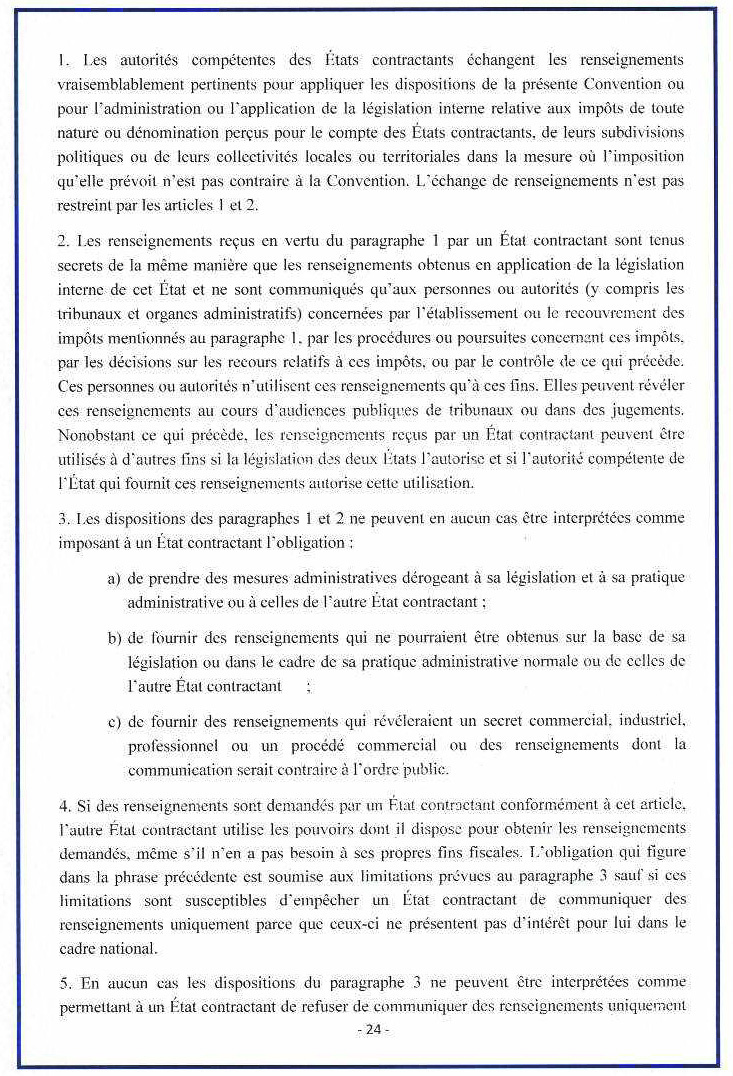 1. Les autorités compétentes des États contractants échangent les renseignements
vraisemblablement pertinents pour appliquer les dispositions de la présente Convention ou
pour l'administration ou l'application de la législation interne relative aux impôts de toute
nature ou dénomination perçus pour le compte des États contractants, de leurs subdivisions
politiques ou de leurs collectivités locales ou territoriales dans la mesure où l'imposition
qu'elle prévoit n'est pas contraire à la Convention. L'échange de renseignements n'est pas
restreint par les articles 1 et 2.
2. Les renseignements reçus en vertu du paragraphe 1 par un État contractant sont tenus
secrets de la même manière que les renseignements obtenus en application de la législation
interne de cet État et ne sont communiqués qu'aux personnes ou autorités (y compris les
tribunaux et organes administratifs) concernées par l'établissement ou le recouvrement des
impôts mentionnés au paragraphe 1, par les procédures ou poursuites concernant ces impôts,
par les décisions sur les recours relatifs à ces impôts, ou par le contrôle de ce qui précède.
Ces personnes ou autorités n'utilisent ces renseignements qu'à ces fins. Elles peuvent révéler
ces renseignements au cours d'audiences publiques de tribunaux ou dans des jugements.
Nonobstant ce qui précède, les renseignements reçus par un État contractant peuvent être
utilisés à d'autres fins si la législation des deux États l'autorise et si l'autorité compétente de
l'État qui fournit ces renseignements autorise cette utilisation.
3. Les dispositions des paragraphes 1 et 2 ne peuvent en aucun cas être interprétées comme
imposant à un État contractant l'obligation :
a) de prendre des mesures administratives dérogeant à sa législation et à sa pratique
administrative ou à celles de l'autre État contractant ;
b) de fournir des renseignements qui ne pourraient être obtenus sur la base de sa
législation ou dans le cadre de sa pratique administrative normale ou de celles de
l'autre État contractant ;
c) de fournir des renseignements qui révéleraient un secret commercial, industriel,
professionnel ou un procédé commercial ou des renseignements dont la
communication serait contraire à l'ordre public.
4. Si des renseignements sont demandés par un État contractant conformément à cet article,
l'autre État contractant utilise les pouvoirs dont il dispose pour obtenir les renseignements
demandés, même s'il n'en a pas besoin à ses propres fins fiscales. L'obligation qui figure
dans la phrase précédente est soumise aux limitations prévues au paragraphe 3 sauf si ces
limitations sont susceptibles d'empêcher un État contractant de communiquer des
renseignements uniquement parce que ceux-ci ne présentent pas d'intérêt pour lui dans le
cadre national.
5. En aucun cas les dispositions du paragraphe 3 ne peuvent être interprétées comme
permettant à un État contractant de refuser de communiquer des renseignements uniquement
- 24 -